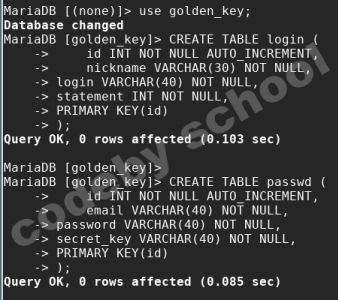 MariaDB [(none)]> use golden_key;
Database changed
MariaDB [golden_key]> CREATE TABLE login (
    ->     id INT NOT NULL AUTO_INCREMENT,
    ->     nickname VARCHAR(30) NOT NULL,
    -> login VARCHAR(40) NOT NULL,
    -> statement INT NOT NULL,
    -> PRIMARY KEY(id)
    -> );
Query OK, 0 rows affected (0.103 sec)

MariaDB [golden_key]>
MariaDB [golden_key]> CREATE TABLE passwd (
    ->     id INT NOT NULL AUTO_INCREMENT,
    ->     email VARCHAR(40) NOT NULL,
    -> password VARCHAR(40) NOT NULL,
    -> secret_key VARCHAR(40) NOT NULL,
    -> PRIMARY KEY(id)
    -> );
Query OK, 0 rows affected (0.085 sec)
codeby school